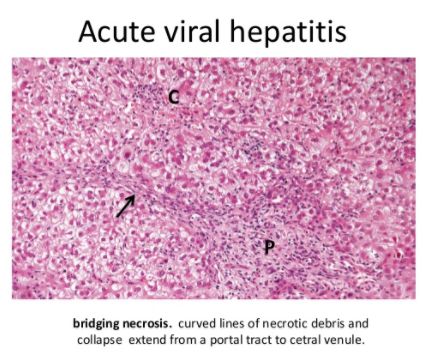 Acute viral hepatitis
C
P
bridging necrosis. curved lines of necrotic debris and
collapse extend from a portal tract to cetral venule.